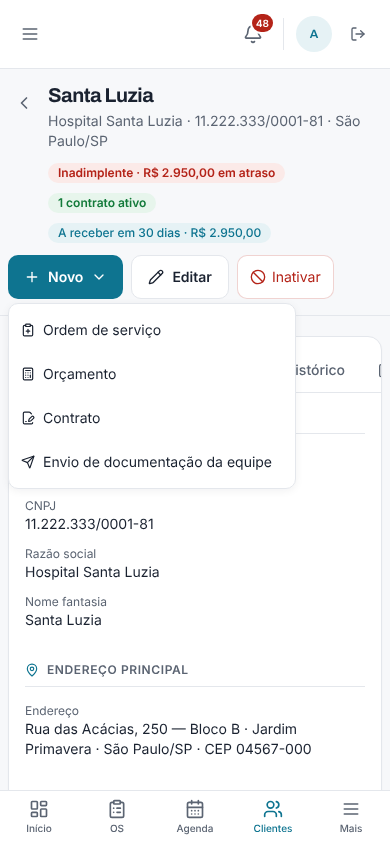 48
A
Santa Luzia
Hospital Santa Luzia · 11.222.333/0001-81 · São
Paulo/SP
Inadimplente · R$ 2.950,00 em atraso
1 contrato ativo
A receber em 30 dias · R$ 2.950,00
Novo
Editar
Inativar
Ordem de serviço
Orçamento
istórico
Contrato
Envio de documentação da equipe
CNPJ
11.222.333/0001-81
Razão social
Hospital Santa Luzia
Nome fantasia
Santa Luzia
ENDEREÇO PRINCIPAL
Endereço
Rua das Acácias, 250 — Bloco B · Jardim
Primavera · São Paulo/SP · CEP 04567-000
Início
OS
Agenda
Clientes
Mais